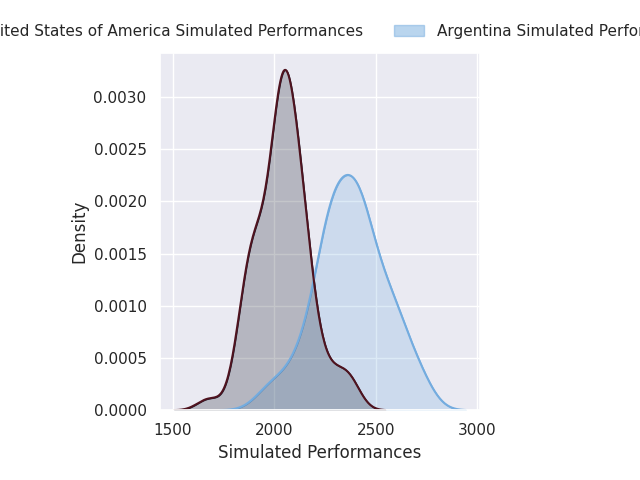 ited States of America Simulated Performances Argentina Simulated Perfor
0.0030
0.0025
0.0020
0.0015
0.0010
0.0005
0.0000
Density
1500 2000 2500 3000
Simulated Performances